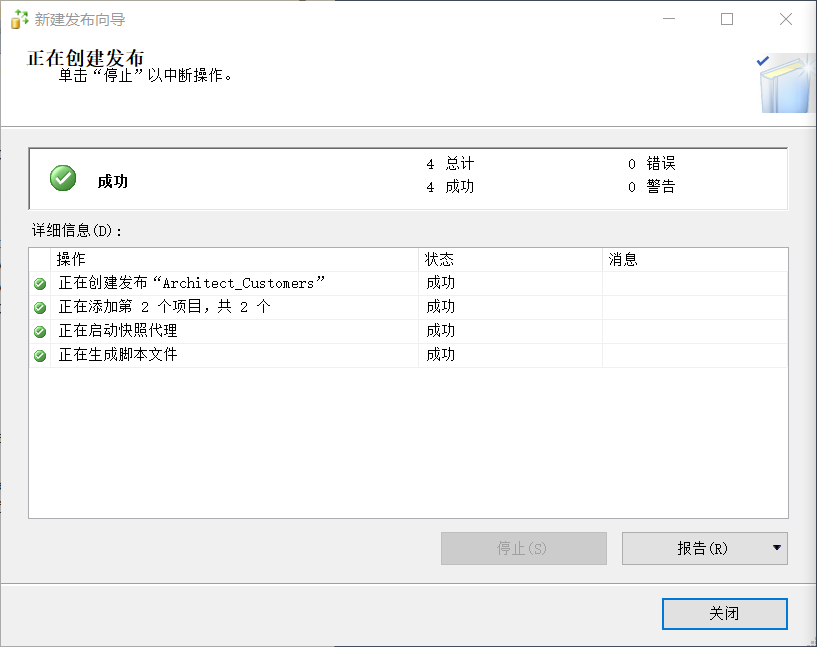 新建发布向导
正在创建发布
单击“停止”以中断操作。
成功
4 总计
0 错误
4 成功
0 警告
详细信息(D):
操作 状态 消息
正在创建发布“Architect_Customers” 成功
正在添加第 2 个项目，共 2 个 成功
正在启动快照代理 成功
正在生成脚本文件 成功
停止(S)
报告(R)
关闭